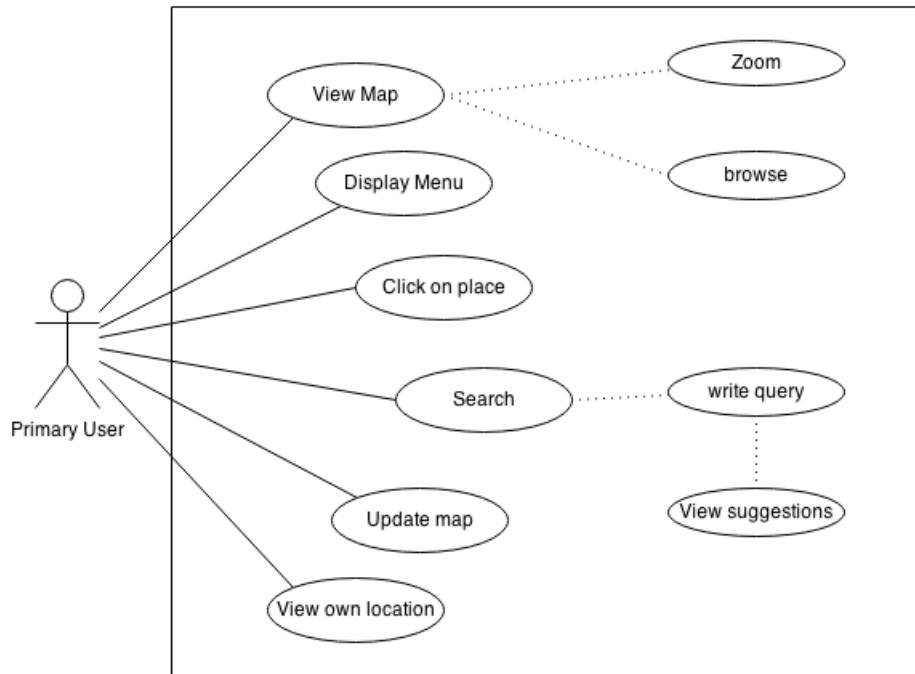 Zoom
View Map
browse
Display Menu
Click on place
Search
write query
Primary User
View suggestions
Update map
View own location